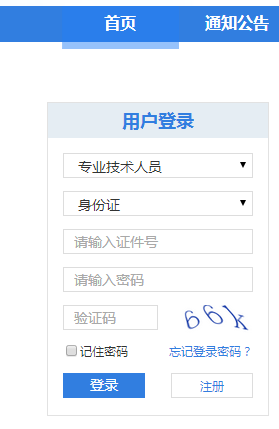 首页 通知公告
用户登录
专业技术人员
身份证
请输入证件号
请输入密码
验证码 66k
记住密码 忘记登录密码？
登录 注册